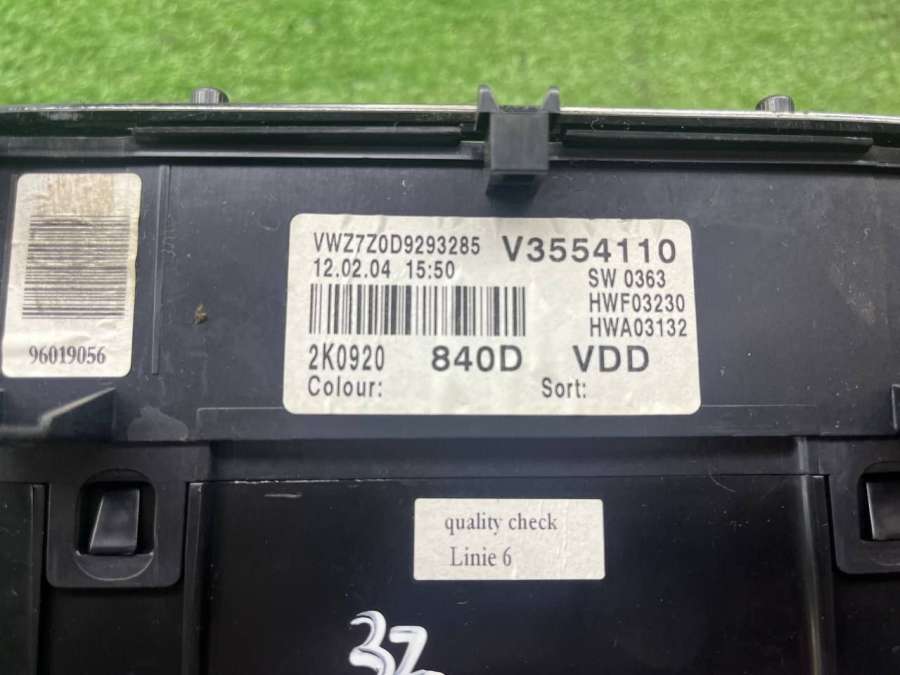 VWZ7Z0D9293285 V3554110
12.02.04 15:50 SW 0363
HWF03230
HWA03132
2K0920 840D VDD
Colour: Sort:
96019056
quality check
Linie 6
32